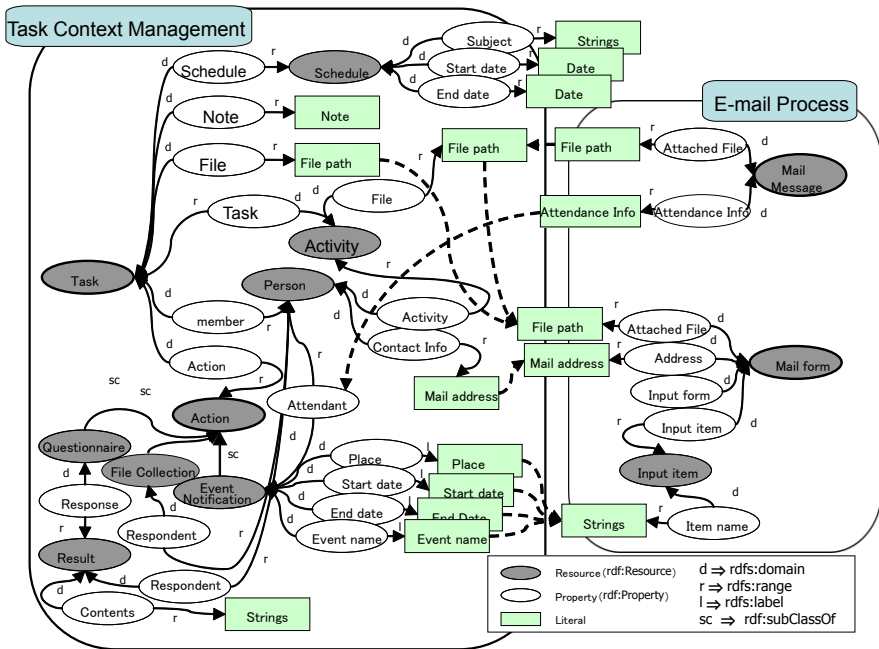 Task Context Management
E-mail Process
d
Schedule
r
Schedule
d
Subject
r
Strings
d
Start date
r
Date
d
End date
r
Date
d
Note
r
Note
d
File
r
File path
d
File
r
File path
r
File path
r
Attached File
d
Mail
Message
Attendance Info
r
Attendance Info
d
r
Task
d
Activity
r
Task
Person
d
Activity
d
Contact Info
r
Mail address
d
member
r
d
Action
r
Action
r
Attendant
d
File path
r
Attached File
d
Mail address
r
Address
d
Mail form
Input form
d
Input item
d
r
Input item
d
Item name
r
Strings
sc
sc
sc
Questionnaire
File Collection
Event
Notification
d
Response
r
d
Respondent
r
Result
d
Respondent
r
d
Contents
r
Strings
d
Place
l
Place
d
Start date
l
Start date
d
End date
l
End Date
d
Event name
l
Event name
Resource (rdf:Resource)
Property (rdf:Property)
Literal
d ⇒ rdfs:domain
r ⇒ rdfs:range
l ⇒ rdfs:label
sc ⇒ rdf:subClassOf